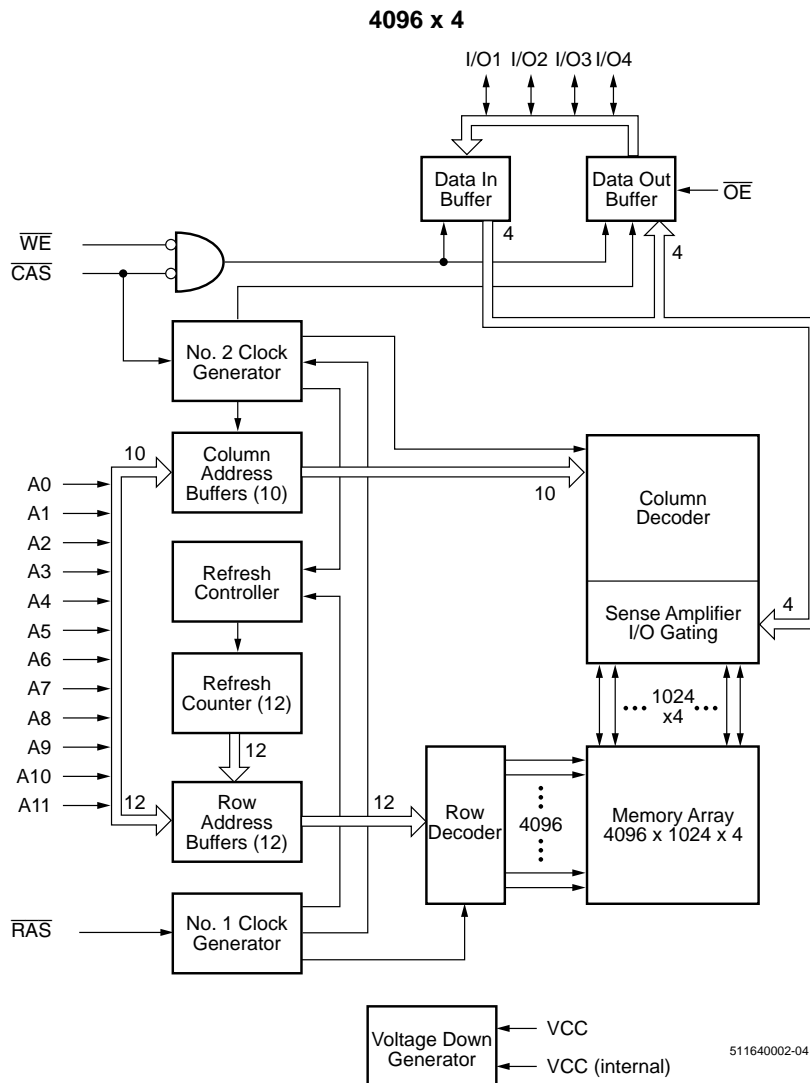 4096 x 4
I/O1 I/O2 I/O3 I/O4
Data In
Buffer
Data Out
Buffer
OE
4
4
WE
CAS
No. 2 Clock
Generator
10
Column
Address
Buffers (10)
10
Column
Decoder
A0
A1
A2
A3
A4
A5
A6
A7
A8
A9
A10
A11
Refresh
Controller
Sense Amplifier
I/O Gating
4
Refresh
Counter (12)
••• 1024 •••
x4
12
12
Row
Address
Buffers (12)
12
Row
Decoder
4096
Memory Array
4096 x 1024 x 4
RAS
No. 1 Clock
Generator
Voltage Down
Generator
VCC
VCC (internal)
511640002-04